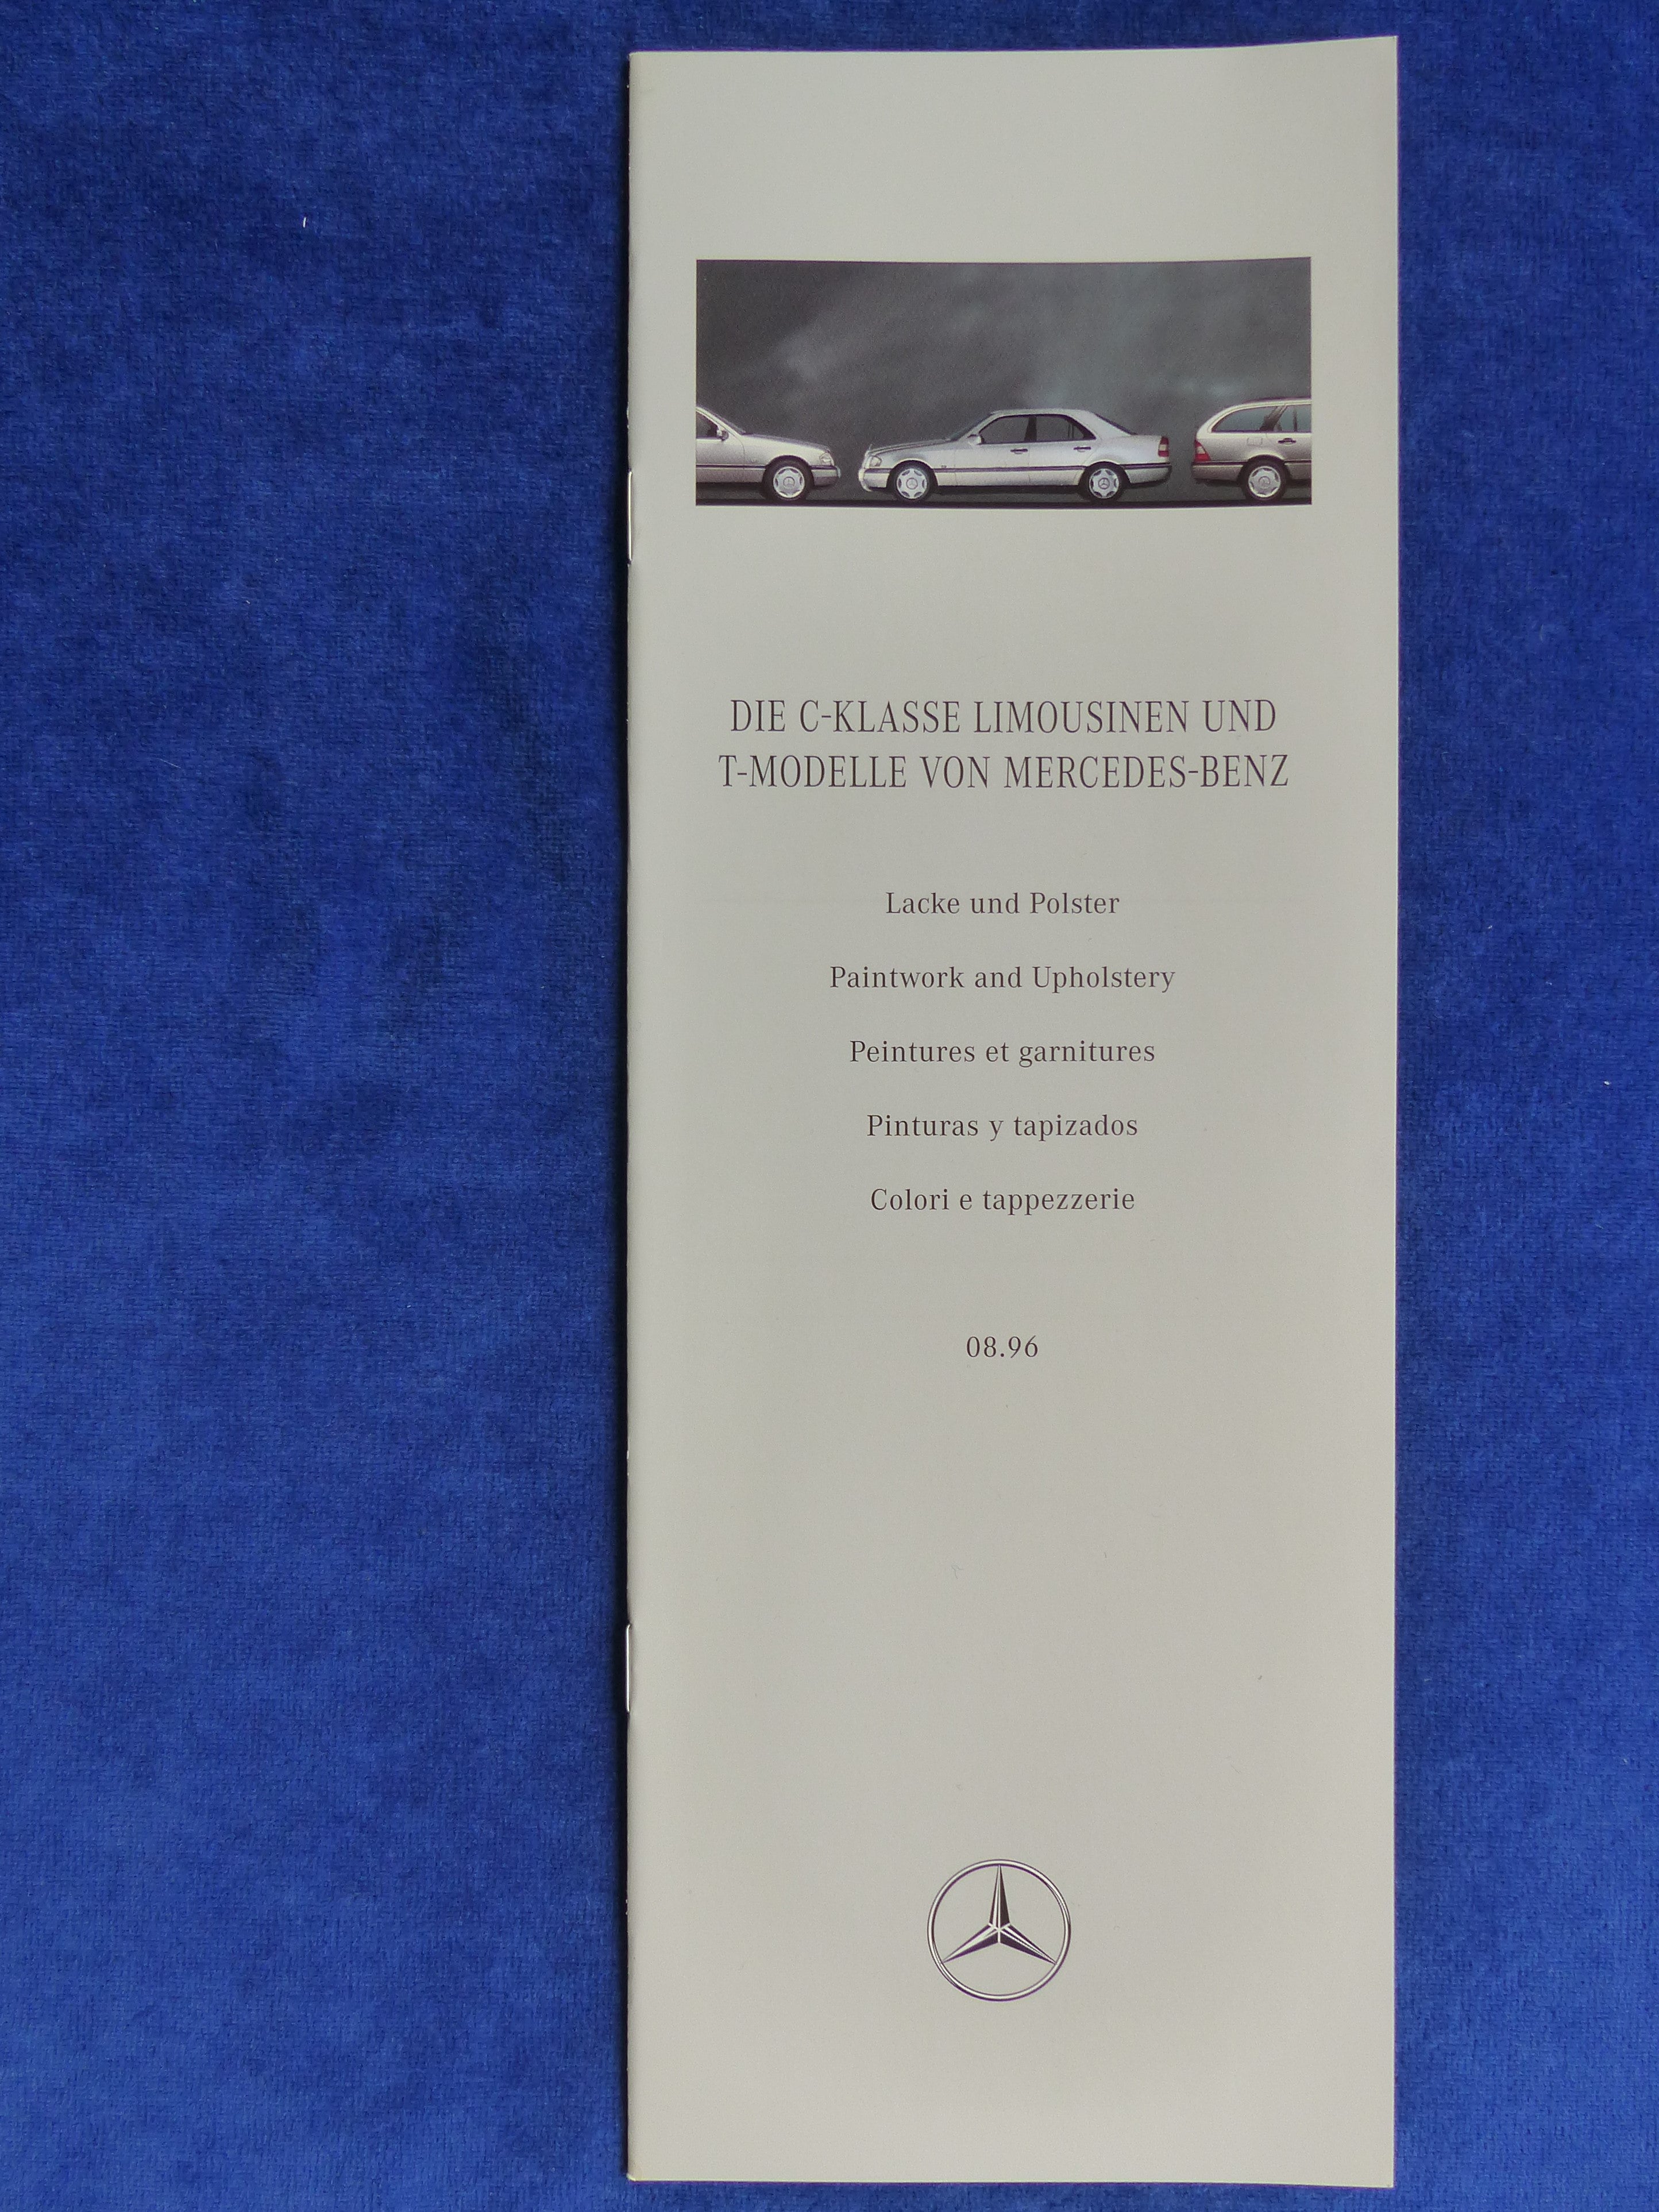 DIE C-KLASSE LIMOUSINEN UND
T-MODELLE VON MERCEDES-BENZ
Lacke und Polster
Paintwork and Upholstery
Peintures et garnitures
Pinturas y tapizados
Colori e tappezzerie
08.96